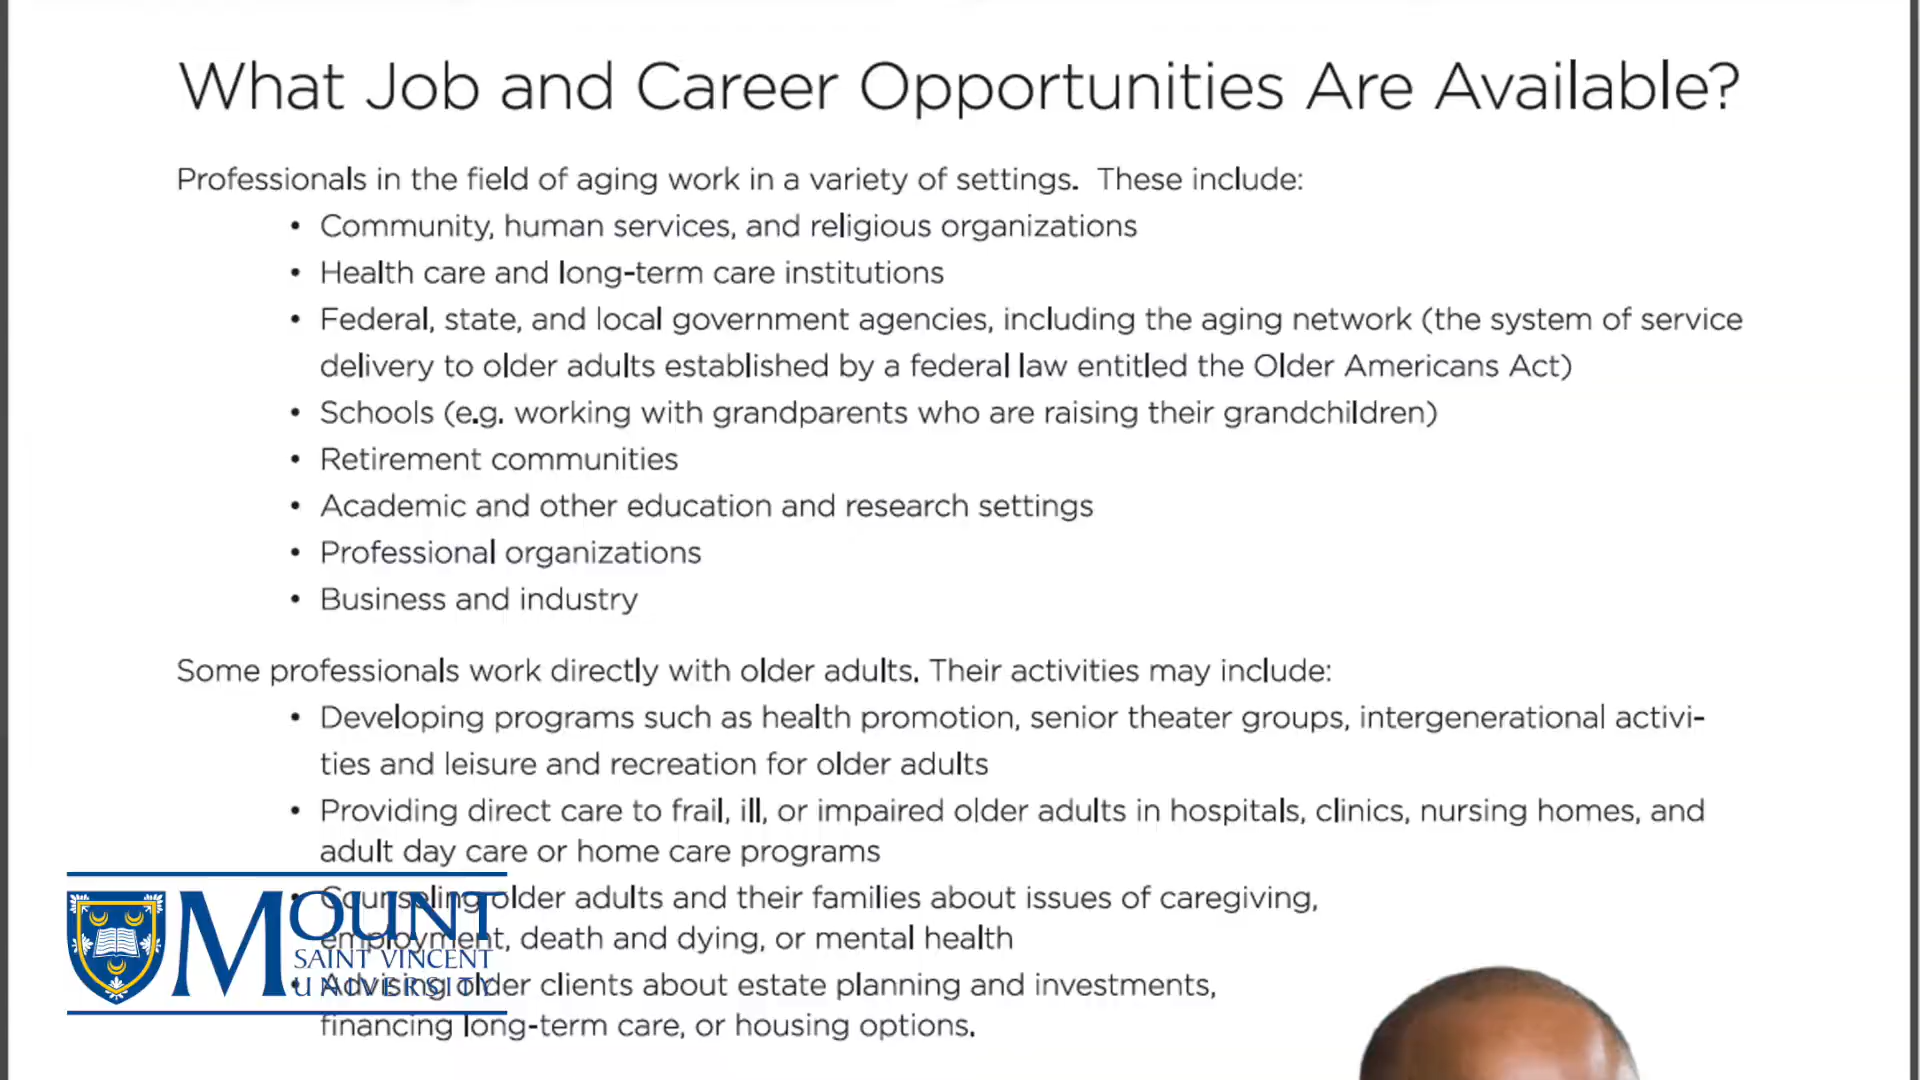 What Job and Career Opportunities Are Available?
Professionals in the field of aging work in a variety of settings. These include:
• Community, human services, and religious organizations
• Health care and long-term care institutions
• Federal, state, and local government agencies, including the aging network (the system of service
delivery to older adults established by a federal law entitled the Older Americans Act)
• Schools (e.g. working with grandparents who are raising their grandchildren)
• Retirement communities
• Academic and other education and research settings
• Professional organizations
• Business and industry
Some professionals work directly with older adults. Their activities may include:
• Developing programs such as health promotion, senior theater groups, intergenerational activi-
ties and leisure and recreation for older adults
• Providing direct care to frail, ill, or impaired older adults in hospitals, clinics, nursing homes, and
adult day care or home care programs
• Counseling older adults and their families about issues of caregiving,
employment, death and dying, or mental health
• Advising older clients about estate planning and investments,
financing long-term care, or housing options.
MOUNT
SAINT VINCENT
UNIVERSITY